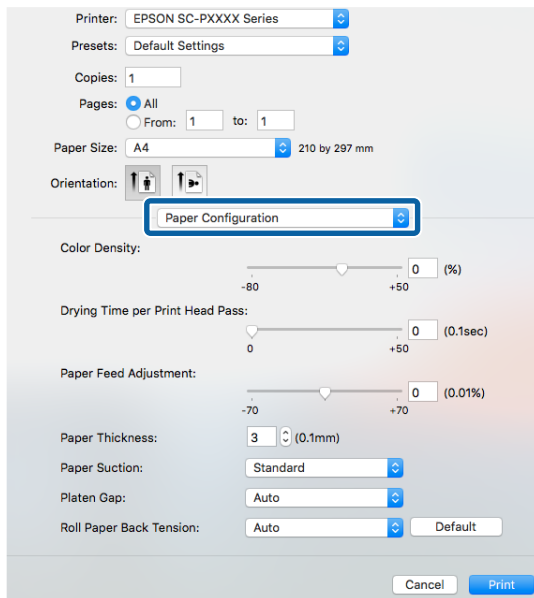 Printer: EPSON SC-PXXXX Series
Presets: Default Settings
Copies: 1
Pages: All
From: 1 to: 1
Paper Size: A4 210 by 297 mm
Orientation:
Paper Configuration
Color Density:
0 (%)
-80 +50
Drying Time per Print Head Pass:
0 (0.1sec)
0 +50
Paper Feed Adjustment:
0 (0.01%)
-70 +70
Paper Thickness: 3 (0.1mm)
Paper Suction: Standard
Platen Gap: Auto
Roll Paper Back Tension: Auto Default
Cancel Print